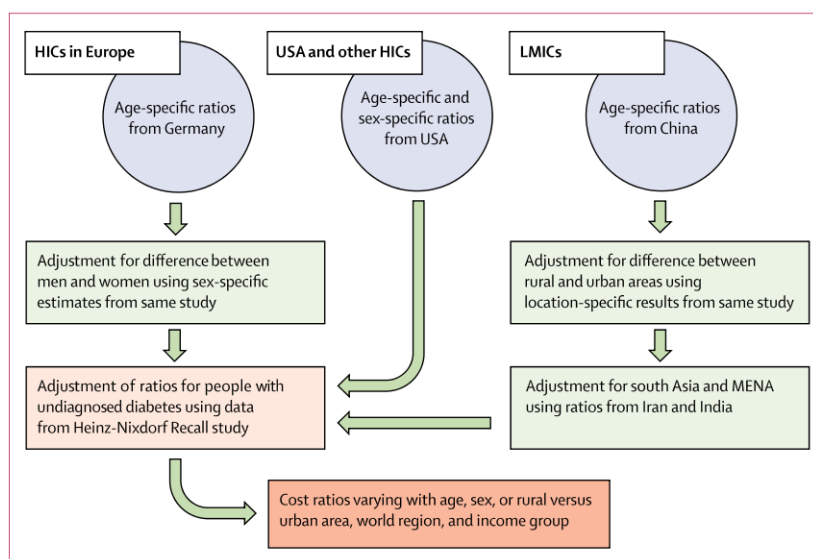 HICs in Europe
Age-specific ratios
from Germany
USA and other HICs
Age-specific and
sex-specific ratios
from USA
LMICs
Age-specific ratios
from China
Adjustment for difference between
men and women using sex-specific
estimates from same study
Adjustment for difference between
rural and urban areas using
location-specific results from same study
Adjustment of ratios for people with
undiagnosed diabetes using data
from Heinz-Nixdorf Recall study
Adjustment for south Asia and MENA
using ratios from Iran and India
Cost ratios varying with age, sex, or rural versus
urban area, world region, and income group